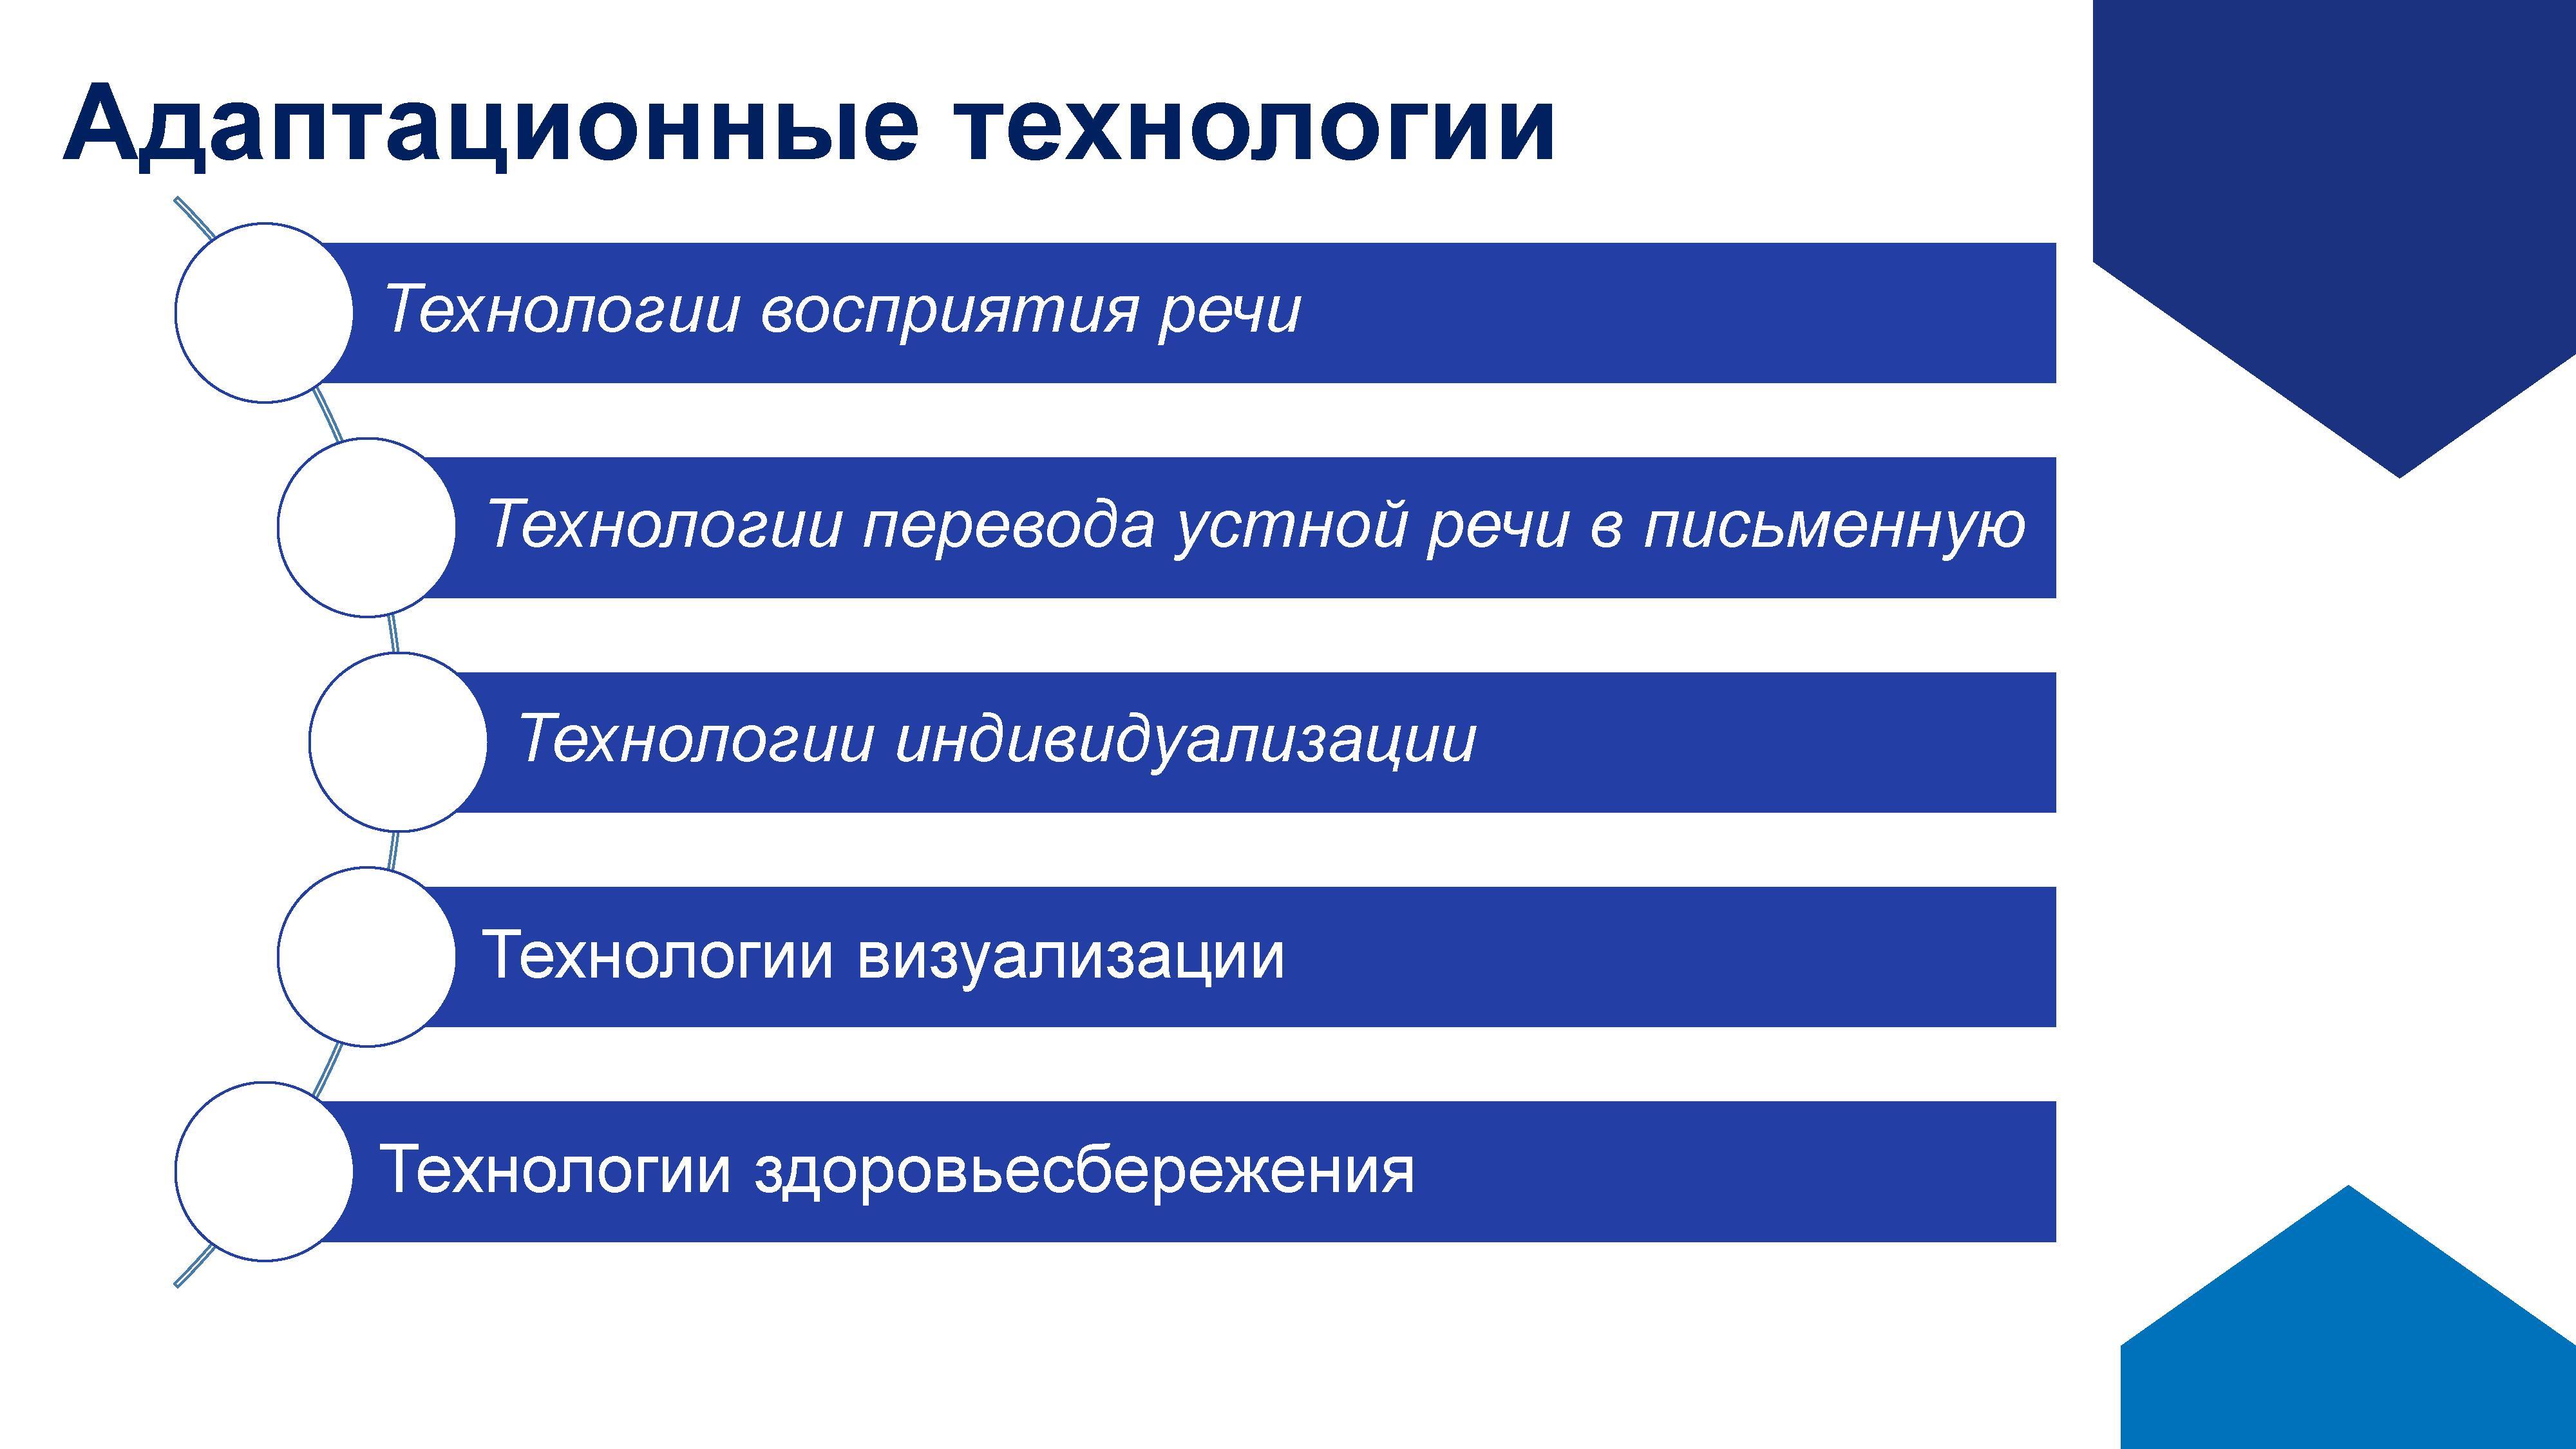 Адаптационные технологии
Технологии восприятия речи
Технологии перевода устной речи в письменную
Технологии индивидуализации
Технологии визуализации
Технологии здоровьесбережения